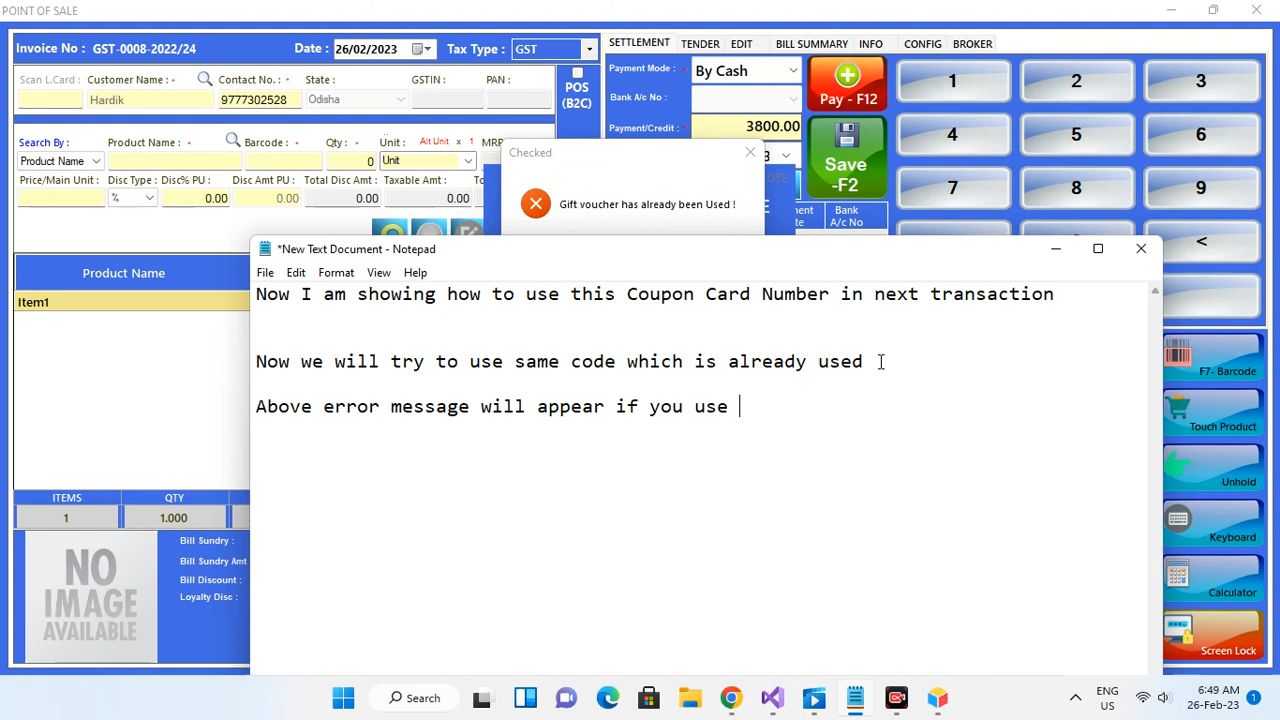 POINT OF SALE
Invoice No : GST-0008-2022/24 Date : 26/02/2023 Tax Type : GST
Scan L.Card : Customer Name : * Contact No. : * State : GSTIN : PAN :
Hardik 9777302528 Odisha
POS
(B2C)
Search By : Product Name : * Barcode : Qty : * Unit : Alt Unit x 1 MRP
Product Name 0 Unit
Price/Main Unit : Disc Type : Disc% PU : Disc Amt PU : Total Disc Amt : Taxable Amt :
% 0.00 0.00 0.00 0.00
SETTLEMENT TENDER EDIT BILL SUMMARY INFO CONFIG BROKER
Payment Mode : * By Cash
Bank A/c No :
Payment/Credit : * 3800.00
Pay - F12
Save
-F2
Bank
A/c No
1 2 3
4 5 6
7 8 9
<
Checked
Gift voucher has already been Used !
Product Name
Item1
*New Text Document - Notepad
File Edit Format View Help
Now I am showing how to use this Coupon Card Number in next transaction
Now we will try to use same code which is already used
Above error message will appear if you use
ITEMS QTY
1 1.000
NO
IMAGE
AVAILABLE
Bill Sundry :
Bill Sundry Amt
Bill Discount :
Loyalty Disc :
F7- Barcode
Touch Product
Unhold
Keyboard
Calculator
Screen Lock
Search
ENG
US
6:49 AM
26-Feb-23
1